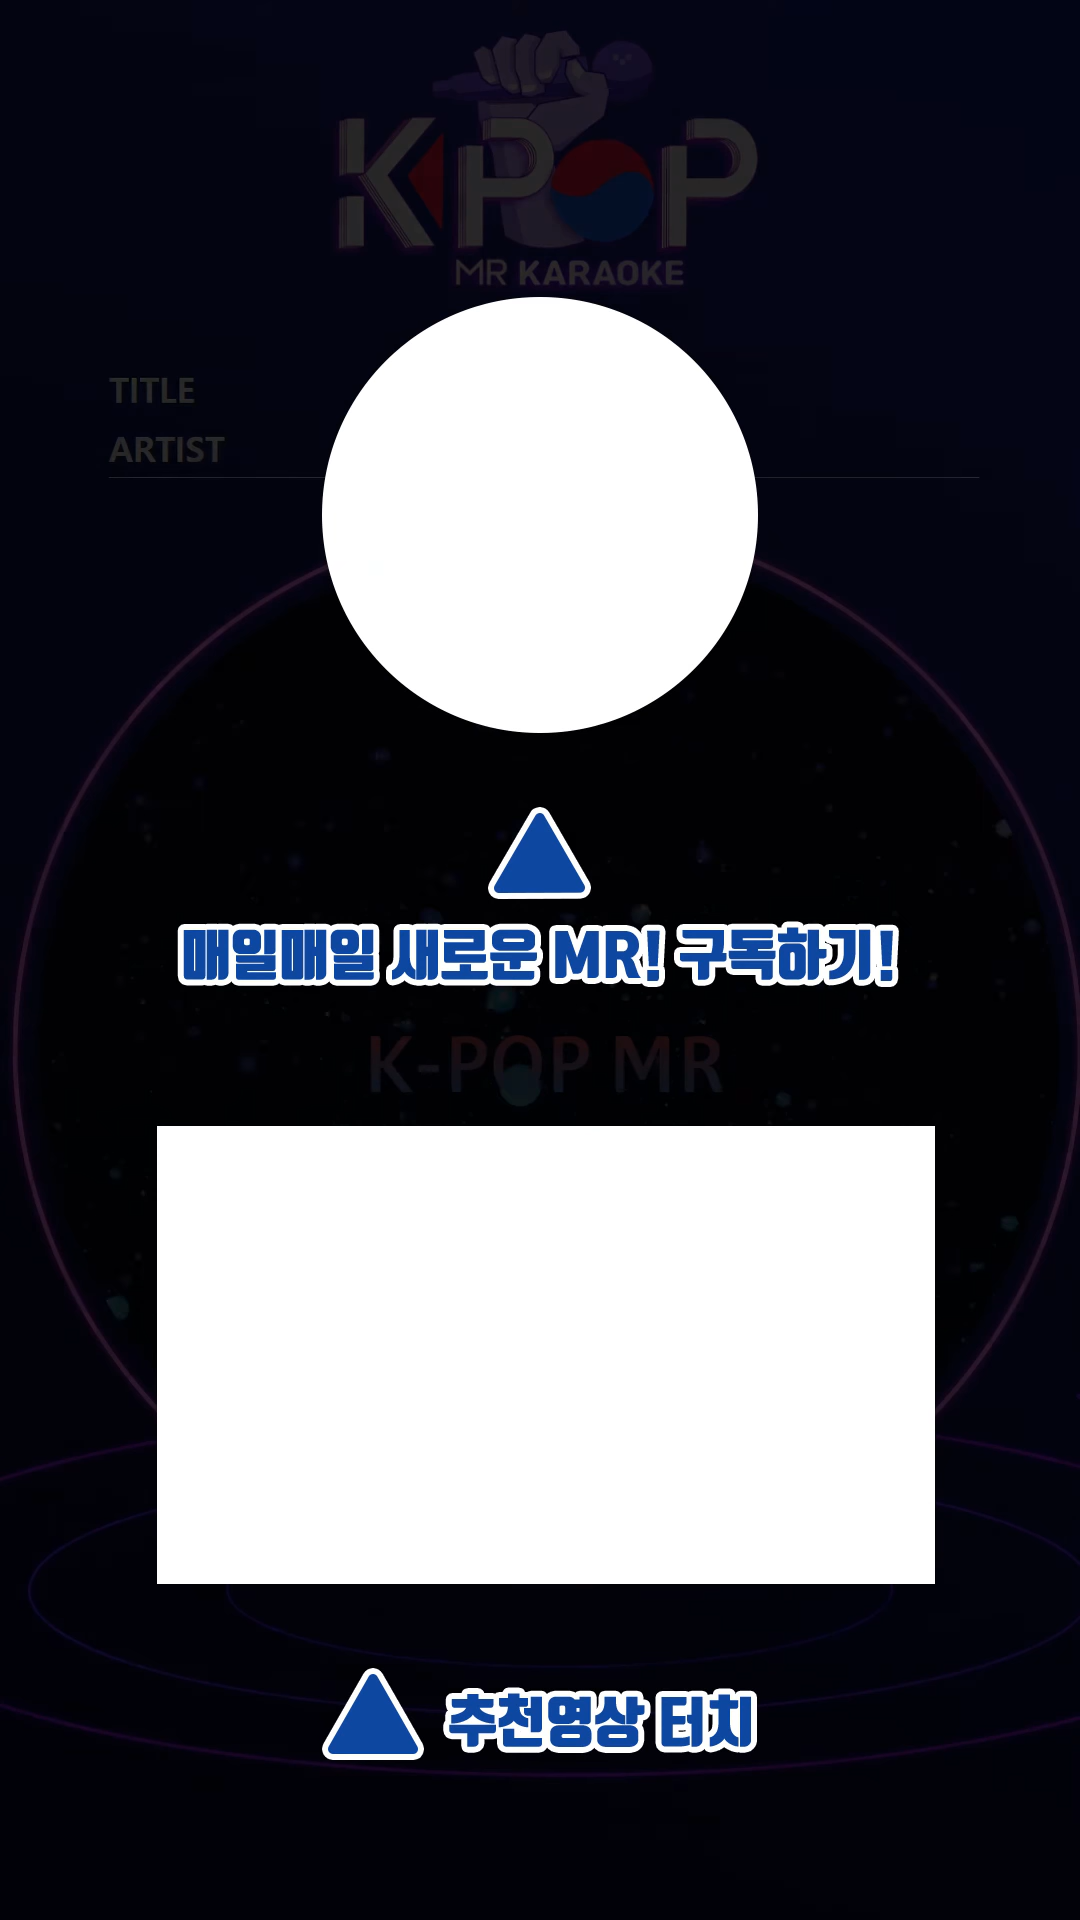 KPOP
MR KARAOKE
TITLE
ARTIST
매일매일 새로운 MR! 구독하기!
K-POP MR
추천영상 터치